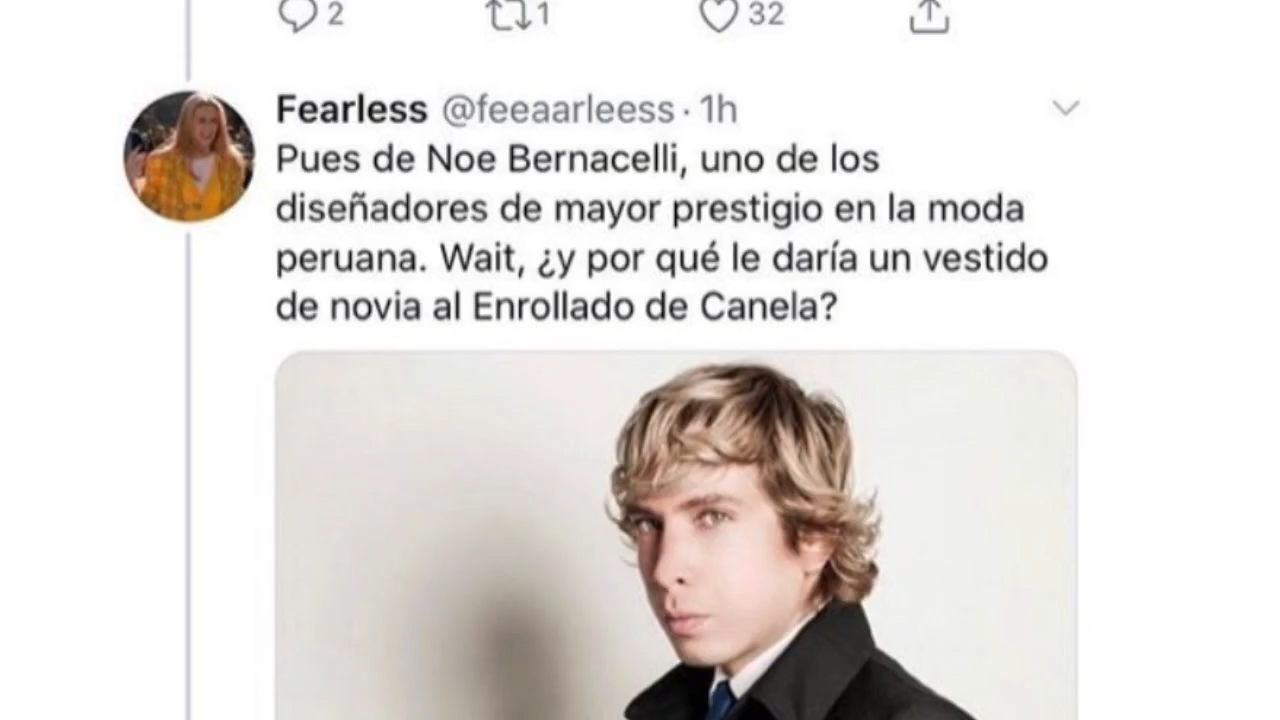 2 1 32
Fearless @feeaarleess · 1h
Pues de Noe Bernacelli, uno de los
diseñadores de mayor prestigio en la moda
peruana. Wait, ¿y por qué le daría un vestido
de novia al Enrollado de Canela?